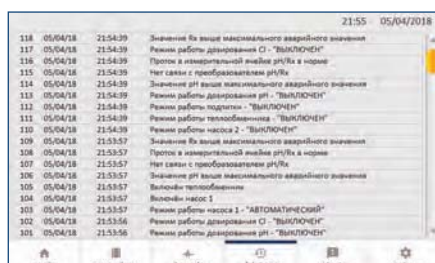 21:55 05/04/2018
118 05/04/18 21:54:39 Значение Rx выше максимального аварийного значения
117 05/04/18 21:54:39 Режим работы дозирования Cl - "ВЫКЛЮЧЕН"
116 05/04/18 21:54:39 Проток в измерительной ячейке pH/Rx в норме
115 05/04/18 21:54:39 Нет связи с преобразователем pH/Rx
114 05/04/18 21:54:39 Значение pH выше максимального аварийного значения
113 05/04/18 21:54:39 Режим работы дозирования pH - "ВЫКЛЮЧЕН"
112 05/04/18 21:54:39 Режим работы подпитки - "ВЫКЛЮЧЕН"
111 05/04/18 21:54:39 Режим работы теплообменника - "ВЫКЛЮЧЕН"
110 05/04/18 21:54:39 Режим работы насоса 2 - "ВЫКЛЮЧЕН"
109 05/04/18 21:53:57 Значение Rx выше максимального аварийного значения
108 05/04/18 21:53:57 Проток в измерительной ячейке pH/Rx в норме
107 05/04/18 21:53:57 Нет связи с преобразователем pH/Rx
106 05/04/18 21:53:57 Значение pH выше максимального аварийного значения
105 05/04/18 21:53:57 Включён теплообменник
104 05/04/18 21:53:57 Включён насос 1
103 05/04/18 21:53:57 Режим работы насоса 1 - "АВТОМАТИЧЕСКИЙ"
102 05/04/18 21:53:56 Режим работы дозирования Cl - "ВЫКЛЮЧЕН"
101 05/04/18 21:53:56 Режим работы дозирования pH - "ВЫКЛЮЧЕН"